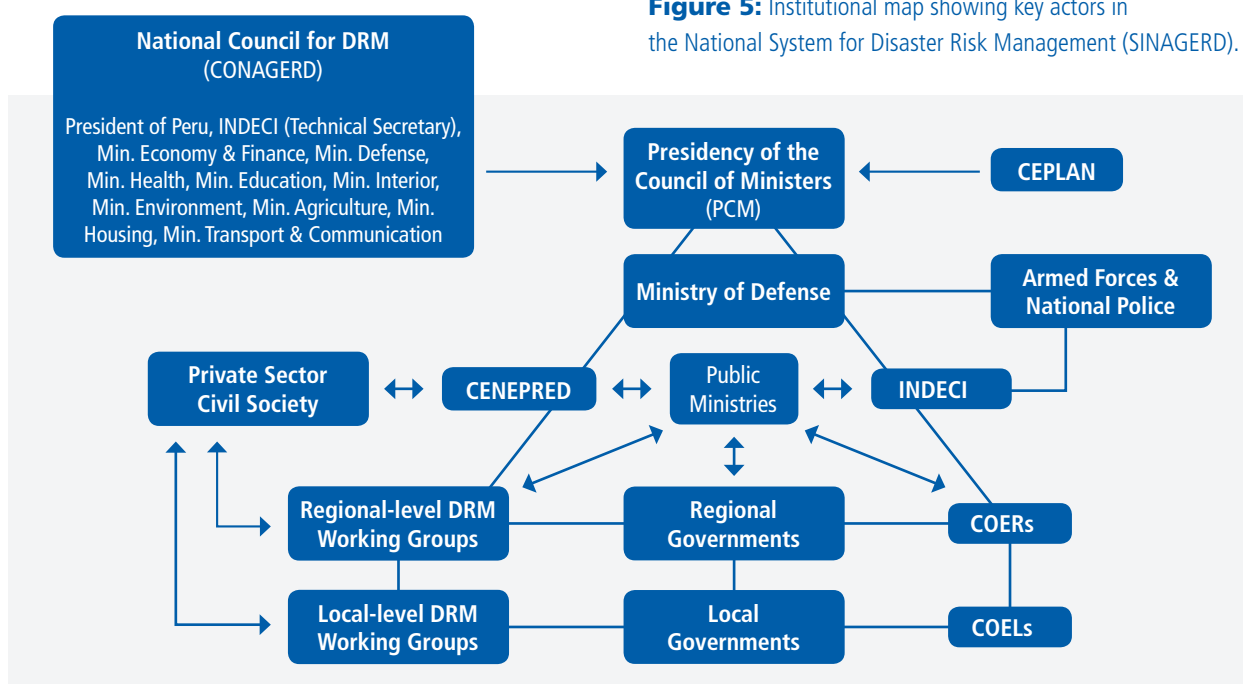 Figure 5: Institutional map showing key actors in
the National System for Disaster Risk Management (SINAGERD).
National Council for DRM
(CONAGERD)
President of Peru, INDECI (Technical Secretary),
Min. Economy & Finance, Min. Defense,
Min. Health, Min. Education, Min. Interior,
Min. Environment, Min. Agriculture, Min.
Housing, Min. Transport & Communication
Presidency of the
Council of Ministers
(PCM)
CEPLAN
Ministry of Defense
Armed Forces &
National Police
Private Sector
Civil Society
CENEPRED
Public
Ministries
INDECI
Regional-level DRM
Working Groups
Regional
Governments
COERs
Local-level DRM
Working Groups
Local
Governments
COELs